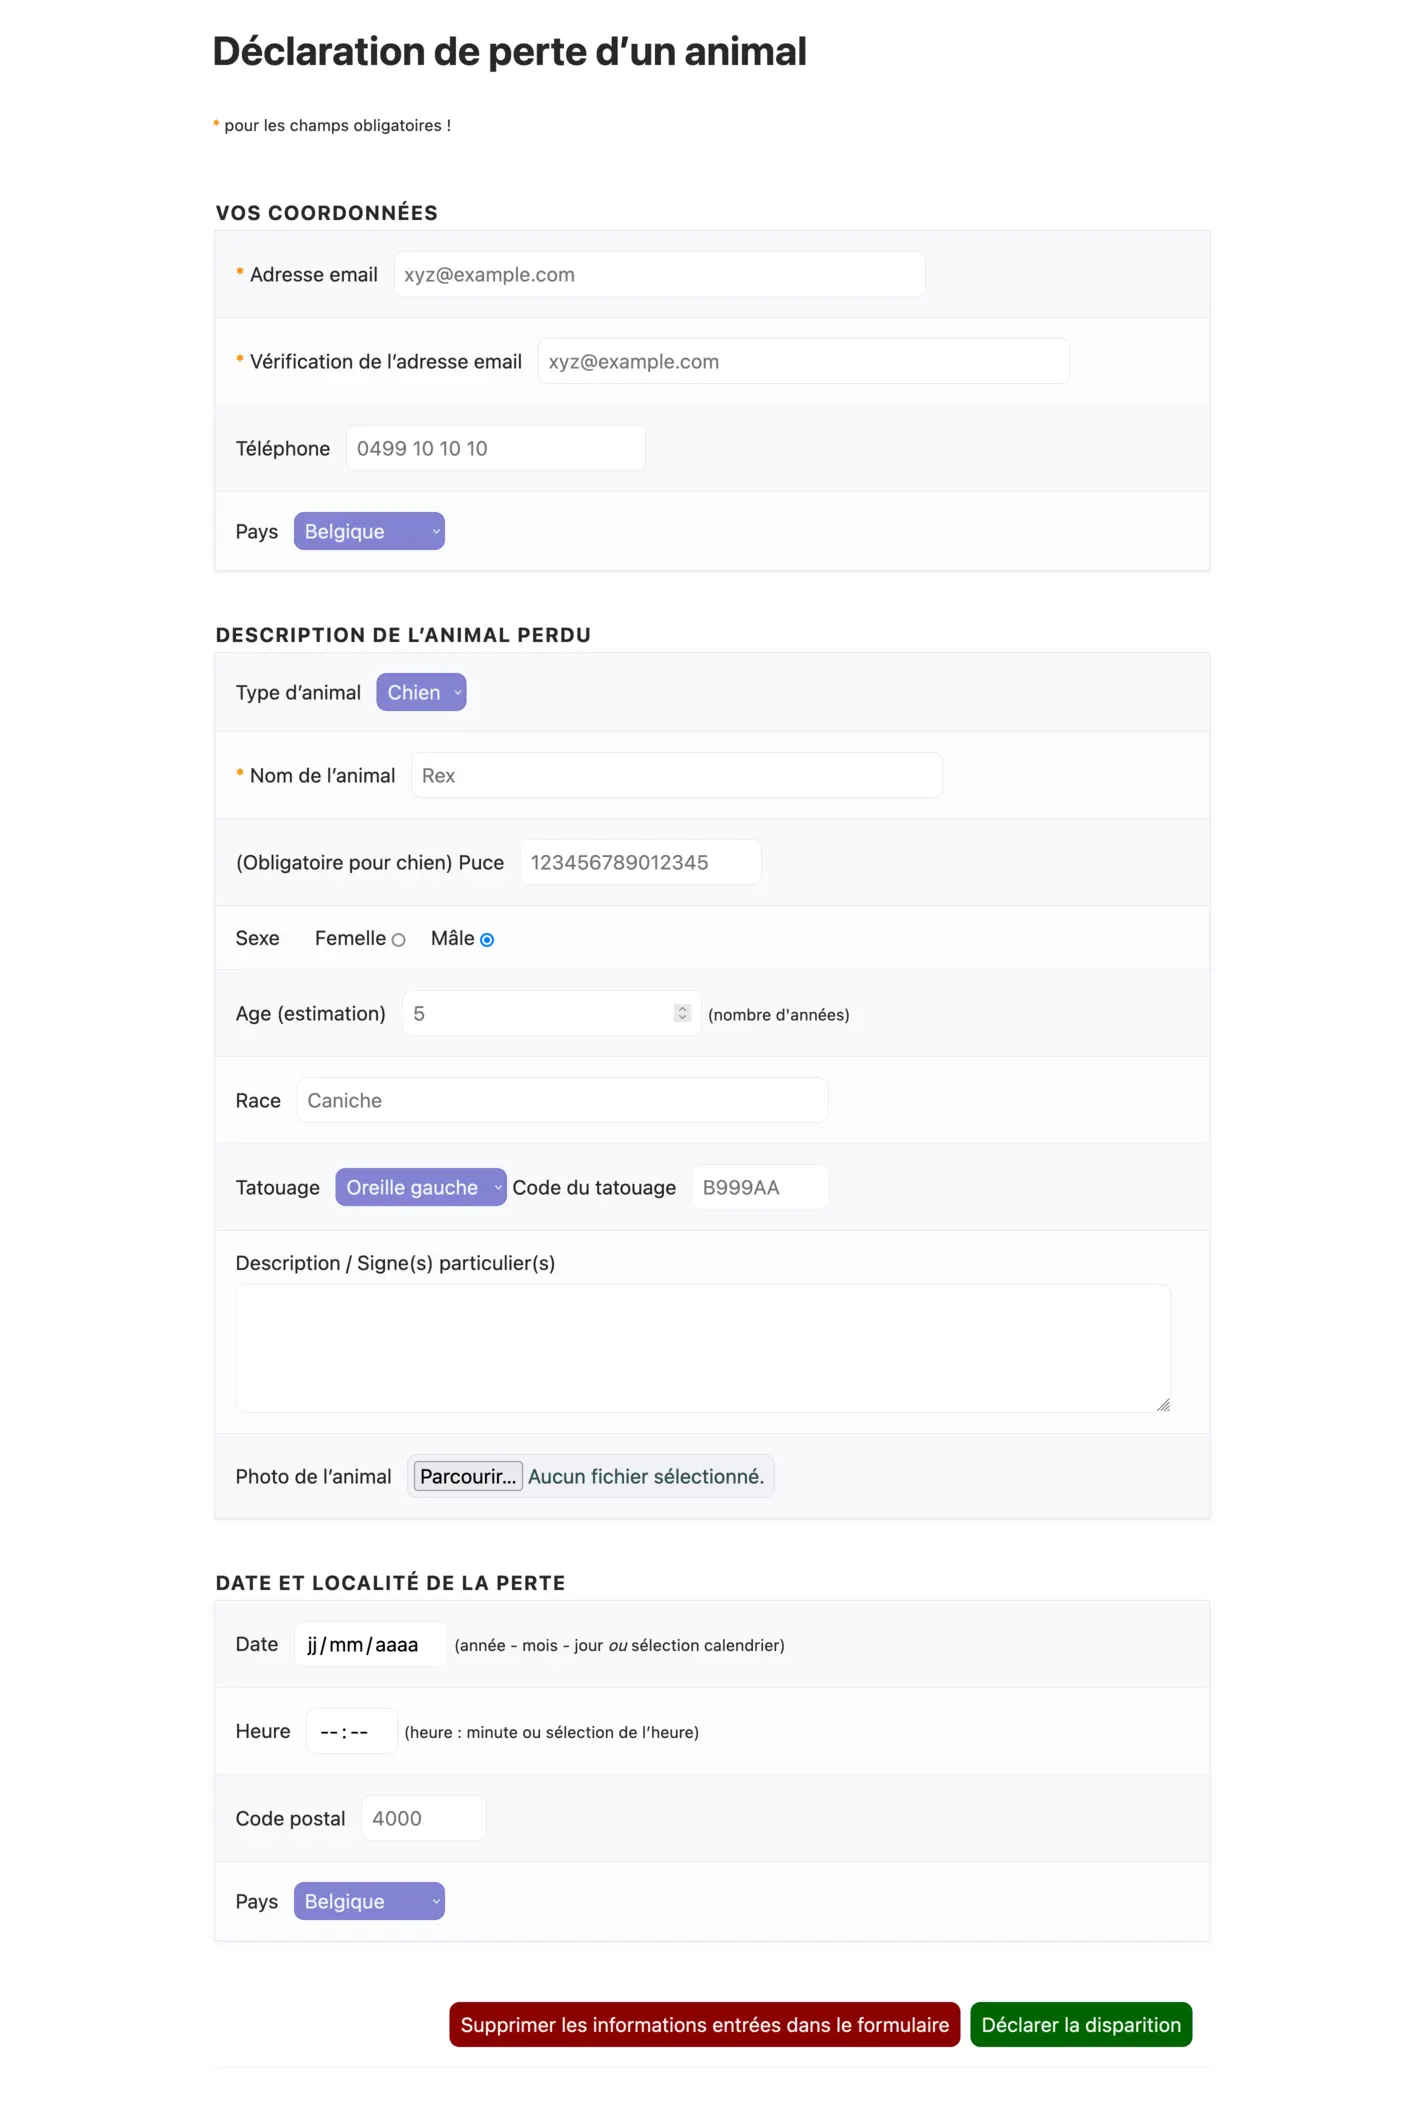 Déclaration de perte d’un animal
* pour les champs obligatoires !
VOS COORDONNÉES
* Adresse email xyz@example.com
* Vérification de l’adresse email xyz@example.com
Téléphone 0499 10 10 10
Pays Belgique
DESCRIPTION DE L’ANIMAL PERDU
Type d’animal Chien
* Nom de l’animal Rex
(Obligatoire pour chien) Puce 123456789012345
Sexe Femelle Mâle
Age (estimation) 5 (nombre d'années)
Race Caniche
Tatouage Oreille gauche Code du tatouage B999AA
Description / Signe(s) particulier(s)
Photo de l’animal Parcourir... Aucun fichier sélectionné.
DATE ET LOCALITÉ DE LA PERTE
Date jj/mm/aaaa (année - mois - jour ou sélection calendrier)
Heure --:-- (heure : minute ou sélection de l’heure)
Code postal 4000
Pays Belgique
Supprimer les informations entrées dans le formulaire Déclarer la disparition